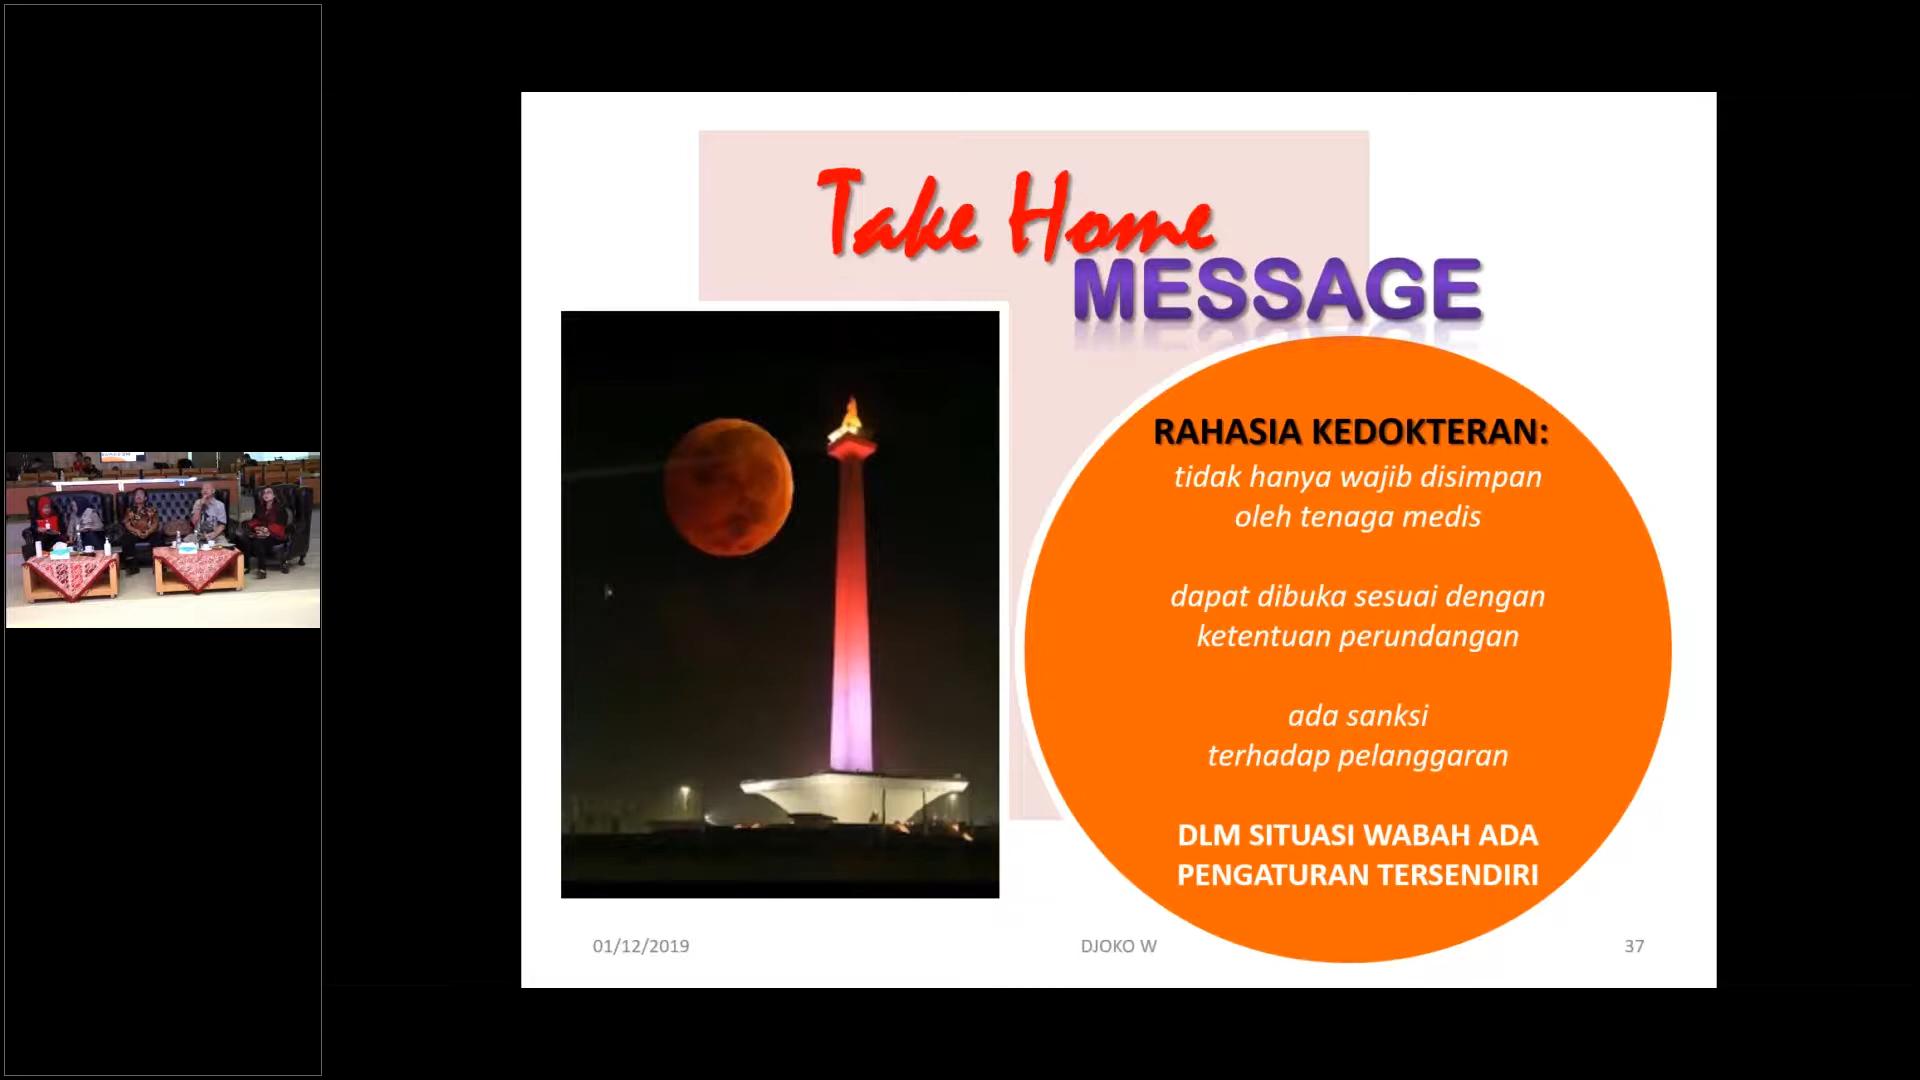 Take Home
MESSAGE
RAHASIA KEDOKTERAN:
tidak hanya wajib disimpan
oleh tenaga medis
dapat dibuka sesuai dengan
ketentuan perundangan
ada sanksi
terhadap pelanggaran
DLM SITUASI WABAH ADA
PENGATURAN TERSENDIRI
01/12/2019
DJOKO W
37